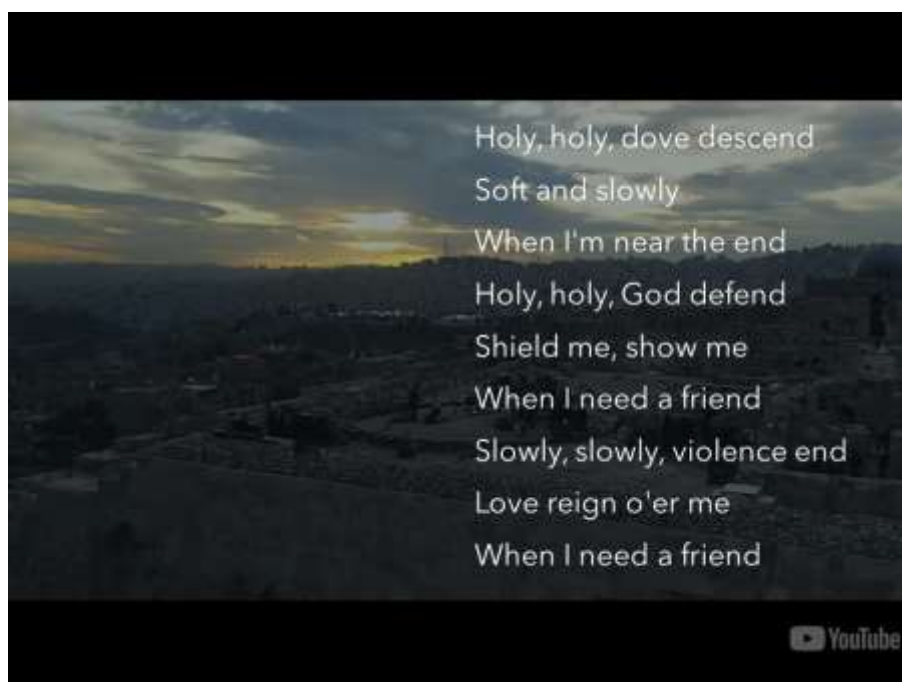 Holy, holy, dove descend
Soft and slowly
When I'm near the end
Holy, holy, God defend
Shield me, show me
When I need a friend
Slowly, slowly, violence end
Love reign o'er me
When I need a friend
YouTube